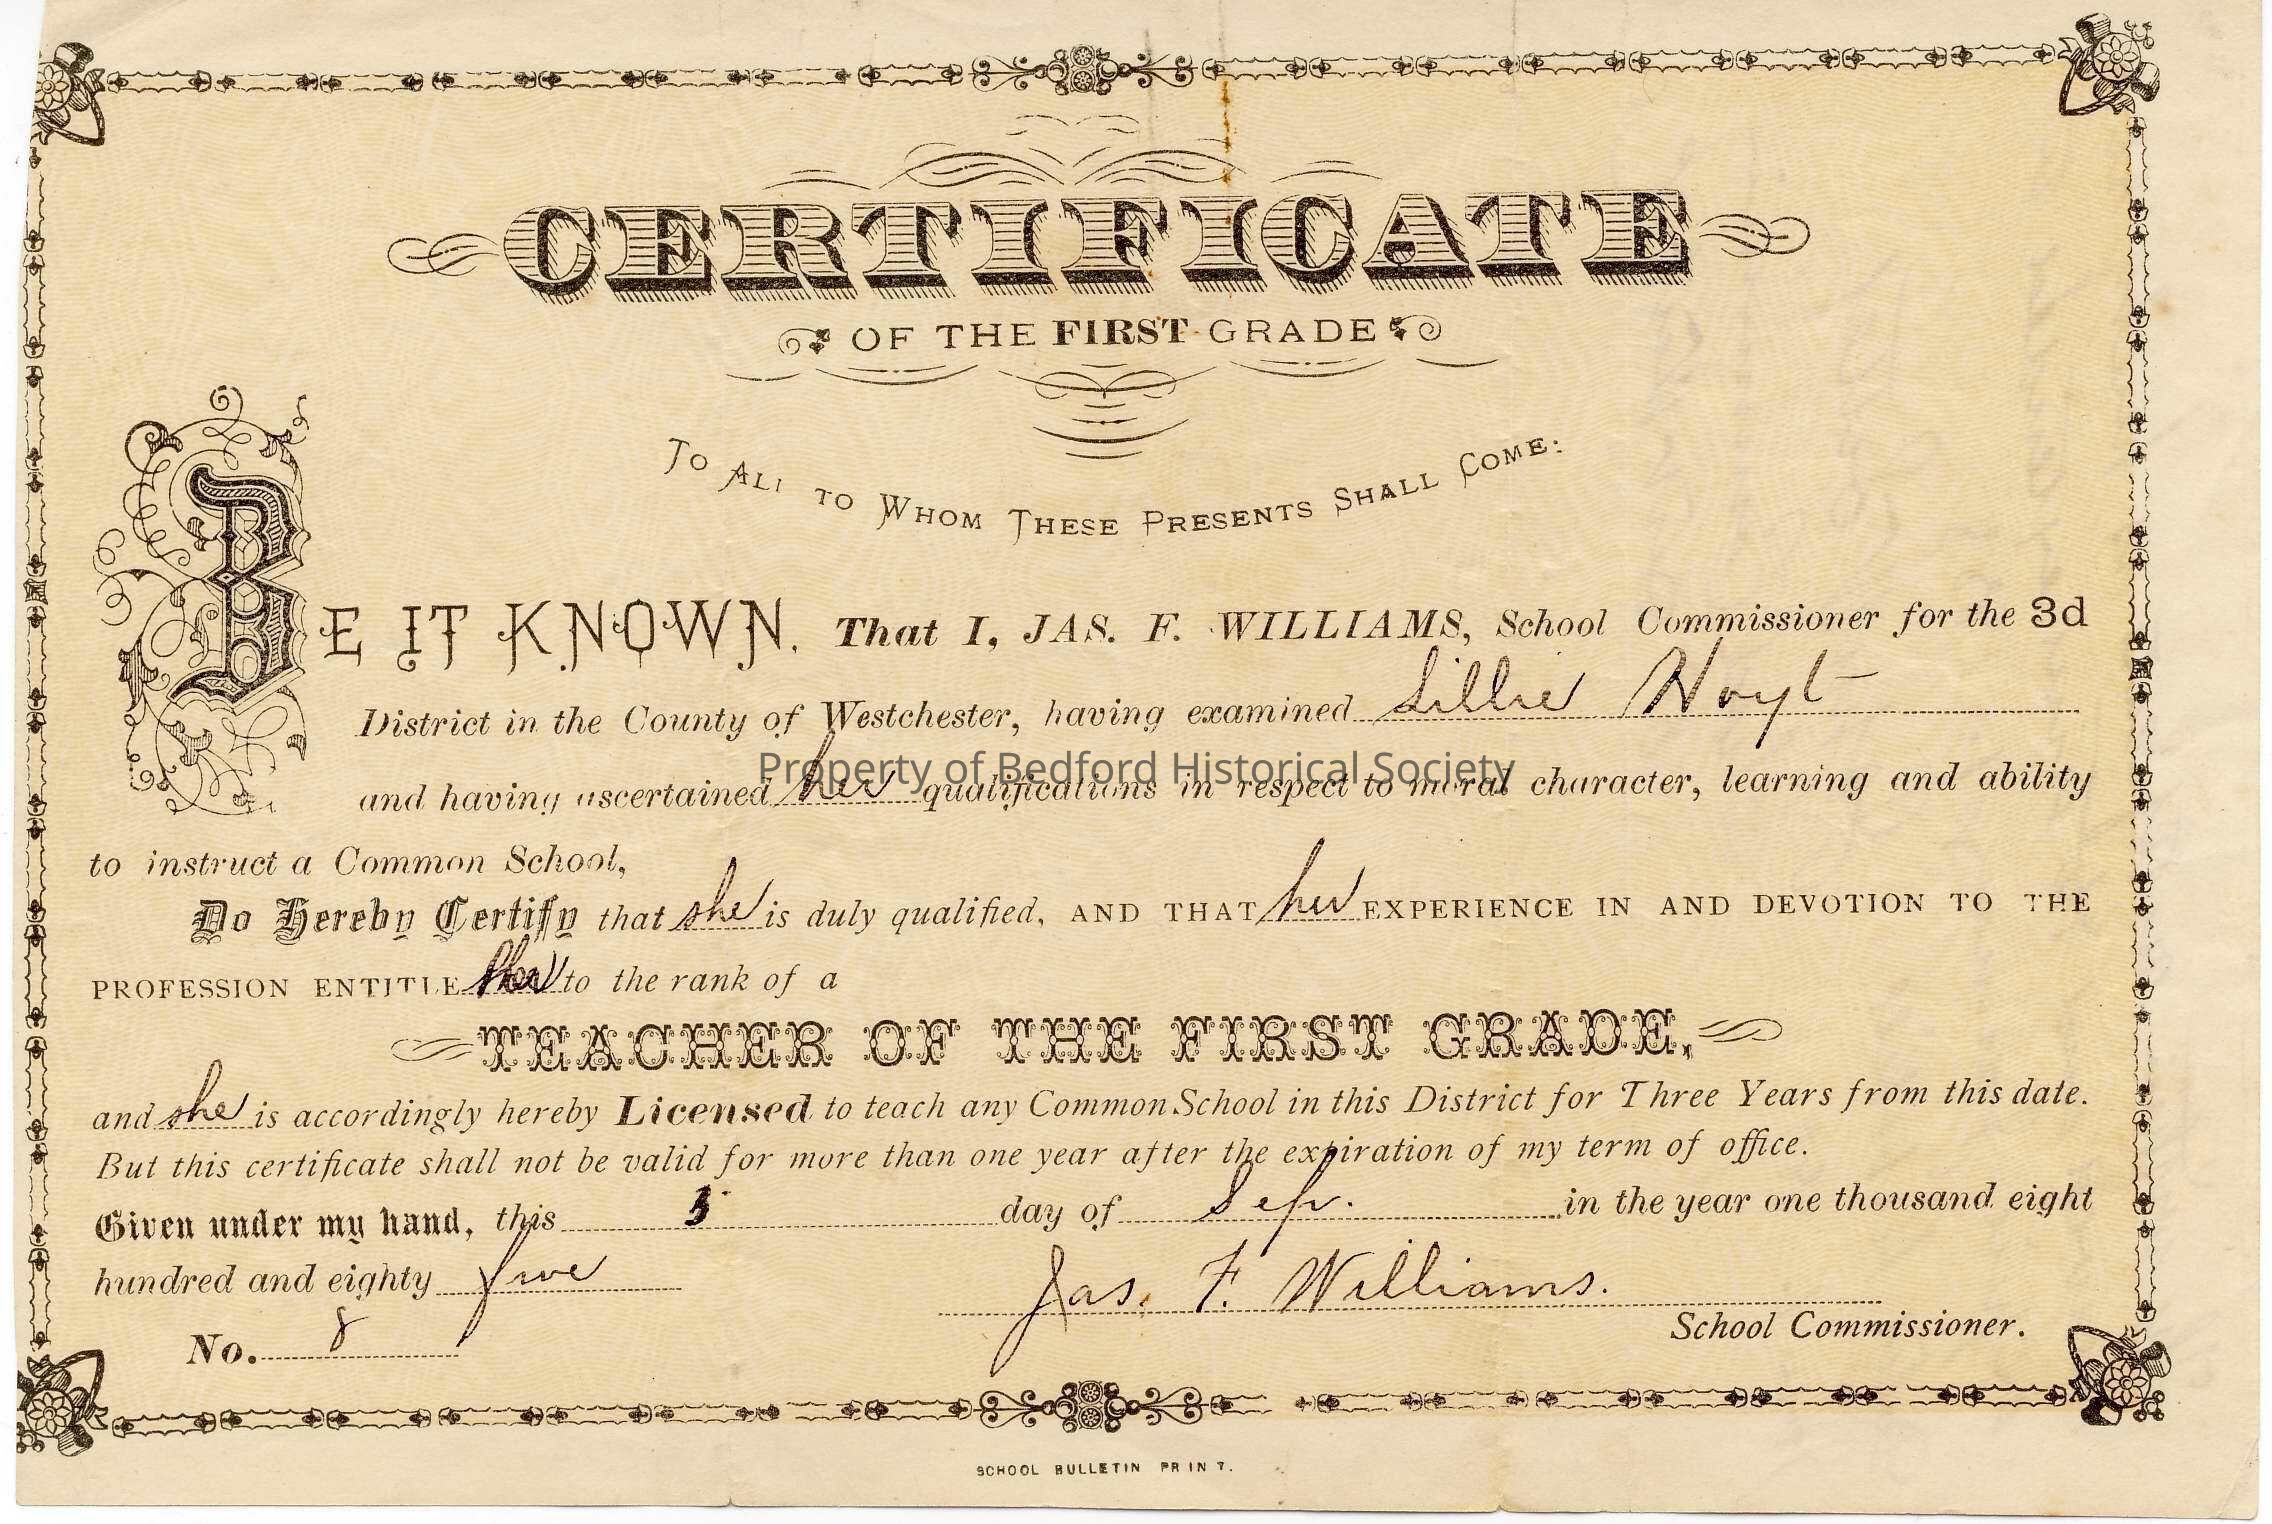 CERTIFICATE
OF THE FIRST GRADE
TO ALL TO WHOM THESE PRESENTS SHALL COME:
BE IT KNOWN, That I, JAS. F. WILLIAMS, School Commissioner for the 3d
District in the County of Westchester, having examined Lillie Hoyt
Property of Bedford Historical Society
and having ascertained her qualifications in respect to moral character, learning and ability
to instruct a Common School,
Do Hereby Certify that she is duly qualified, AND THAT her EXPERIENCE IN AND DEVOTION TO THE
PROFESSION ENTITLE her to the rank of a
TEACHER OF THE FIRST GRADE,
and she is accordingly hereby Licensed to teach any Common School in this District for Three Years from this date.
But this certificate shall not be valid for more than one year after the expiration of my term of office.
Given under my hand, this day of Sep. in the year one thousand eight
hundred and eighty five
Jas. F. Williams.
School Commissioner.
No. 8
SCHOOL BULLETIN PRINT.